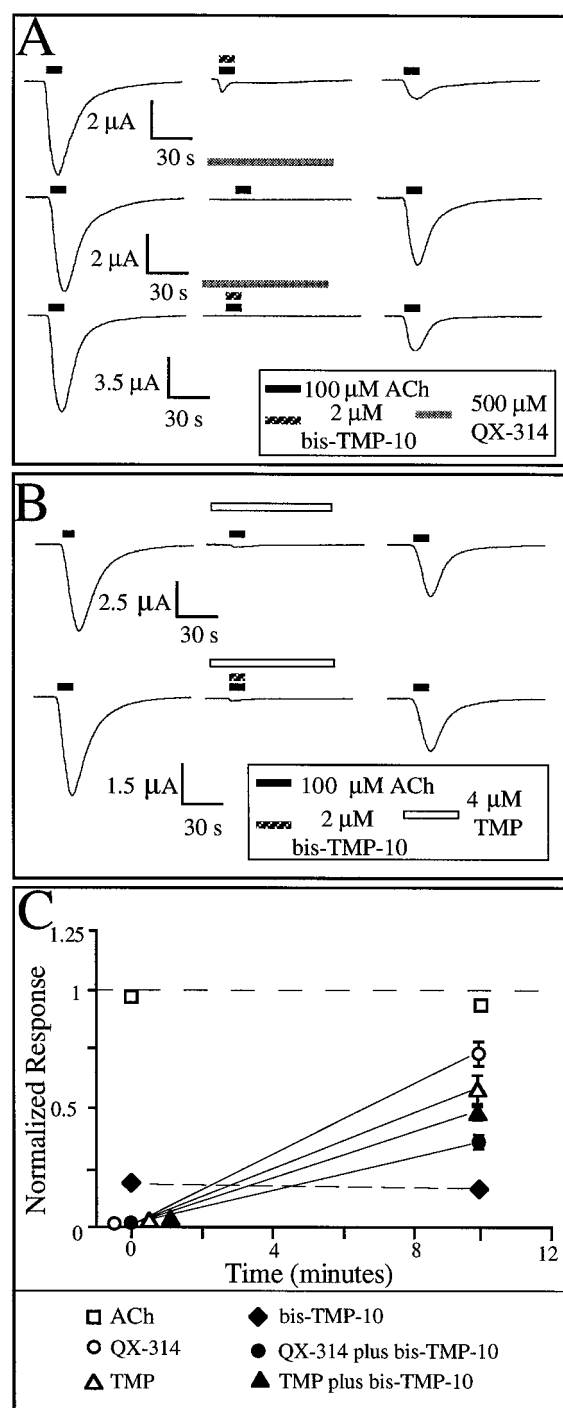 A
2 μA
30 s
2 μA
30 s
3.5 μA
30 s
100 μM ACh
2 μM
bis-TMP-10
500 μM
QX-314
B
2.5 μA
30 s
1.5 μA
30 s
100 μM ACh
2 μM
bis-TMP-10
4 μM
TMP
C
1.25
1
0.5
0
Normalized Response
0 4 8 12
Time (minutes)
ACh
bis-TMP-10
QX-314
QX-314 plus bis-TMP-10
TMP
TMP plus bis-TMP-10